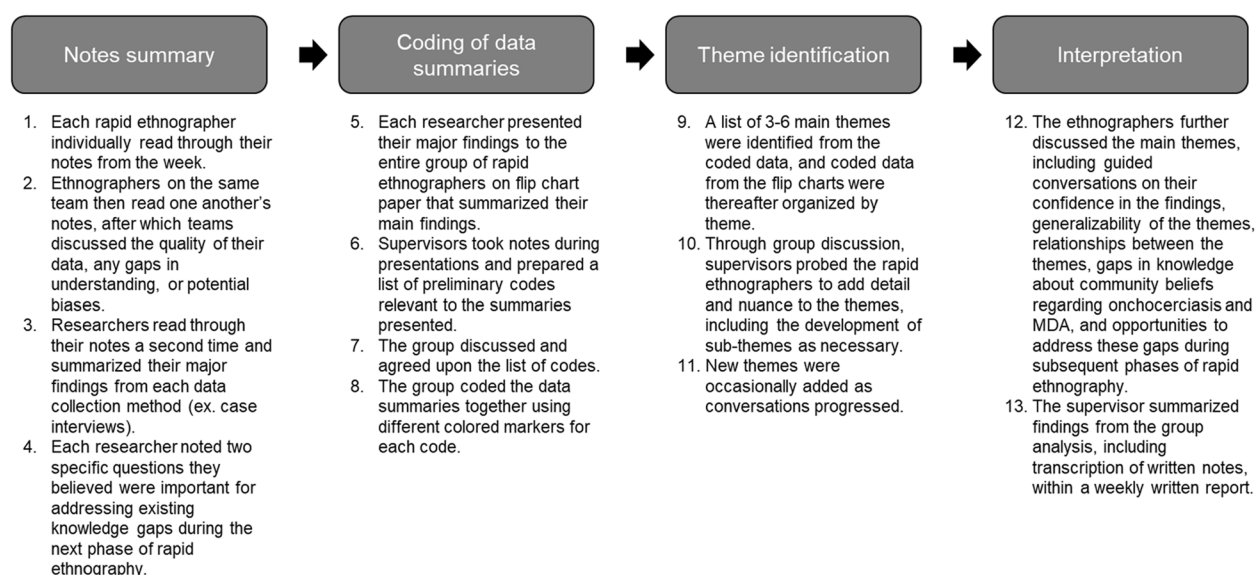 Notes summary
1. Each rapid ethnographer
individually read through their
notes from the week.
2. Ethnographers on the same
team then read one another's
notes, after which teams
discussed the quality of their
data, any gaps in
understanding, or potential
biases.
3. Researchers read through
their notes a second time and
summarized their major
findings from each data
collection method (ex. case
interviews).
4. Each researcher noted two
specific questions they
believed were important for
addressing existing
knowledge gaps during the
next phase of rapid
ethnography.
Coding of data
summaries
5. Each researcher presented
their major findings to the
entire group of rapid
ethnographers on flip chart
paper that summarized their
main findings.
6. Supervisors took notes during
presentations and prepared a
list of preliminary codes
relevant to the summaries
presented.
7. The group discussed and
agreed upon the list of codes.
8. The group coded the data
summaries together using
different colored markers for
each code.
Theme identification
9. A list of 3-6 main themes
were identified from the
coded data, and coded data
from the flip charts were
thereafter organized by
theme.
10. Through group discussion,
supervisors probed the rapid
ethnographers to add detail
and nuance to the themes,
including the development of
sub-themes as necessary.
11. New themes were
occasionally added as
conversations progressed.
Interpretation
12. The ethnographers further
discussed the main themes,
including guided
conversations on their
confidence in the findings,
generalizability of the themes,
relationships between the
themes, gaps in knowledge
about community beliefs
regarding onchocerciasis and
MDA, and opportunities to
address these gaps during
subsequent phases of rapid
ethnography.
13. The supervisor summarized
findings from the group
analysis, including
transcription of written notes,
within a weekly written report.